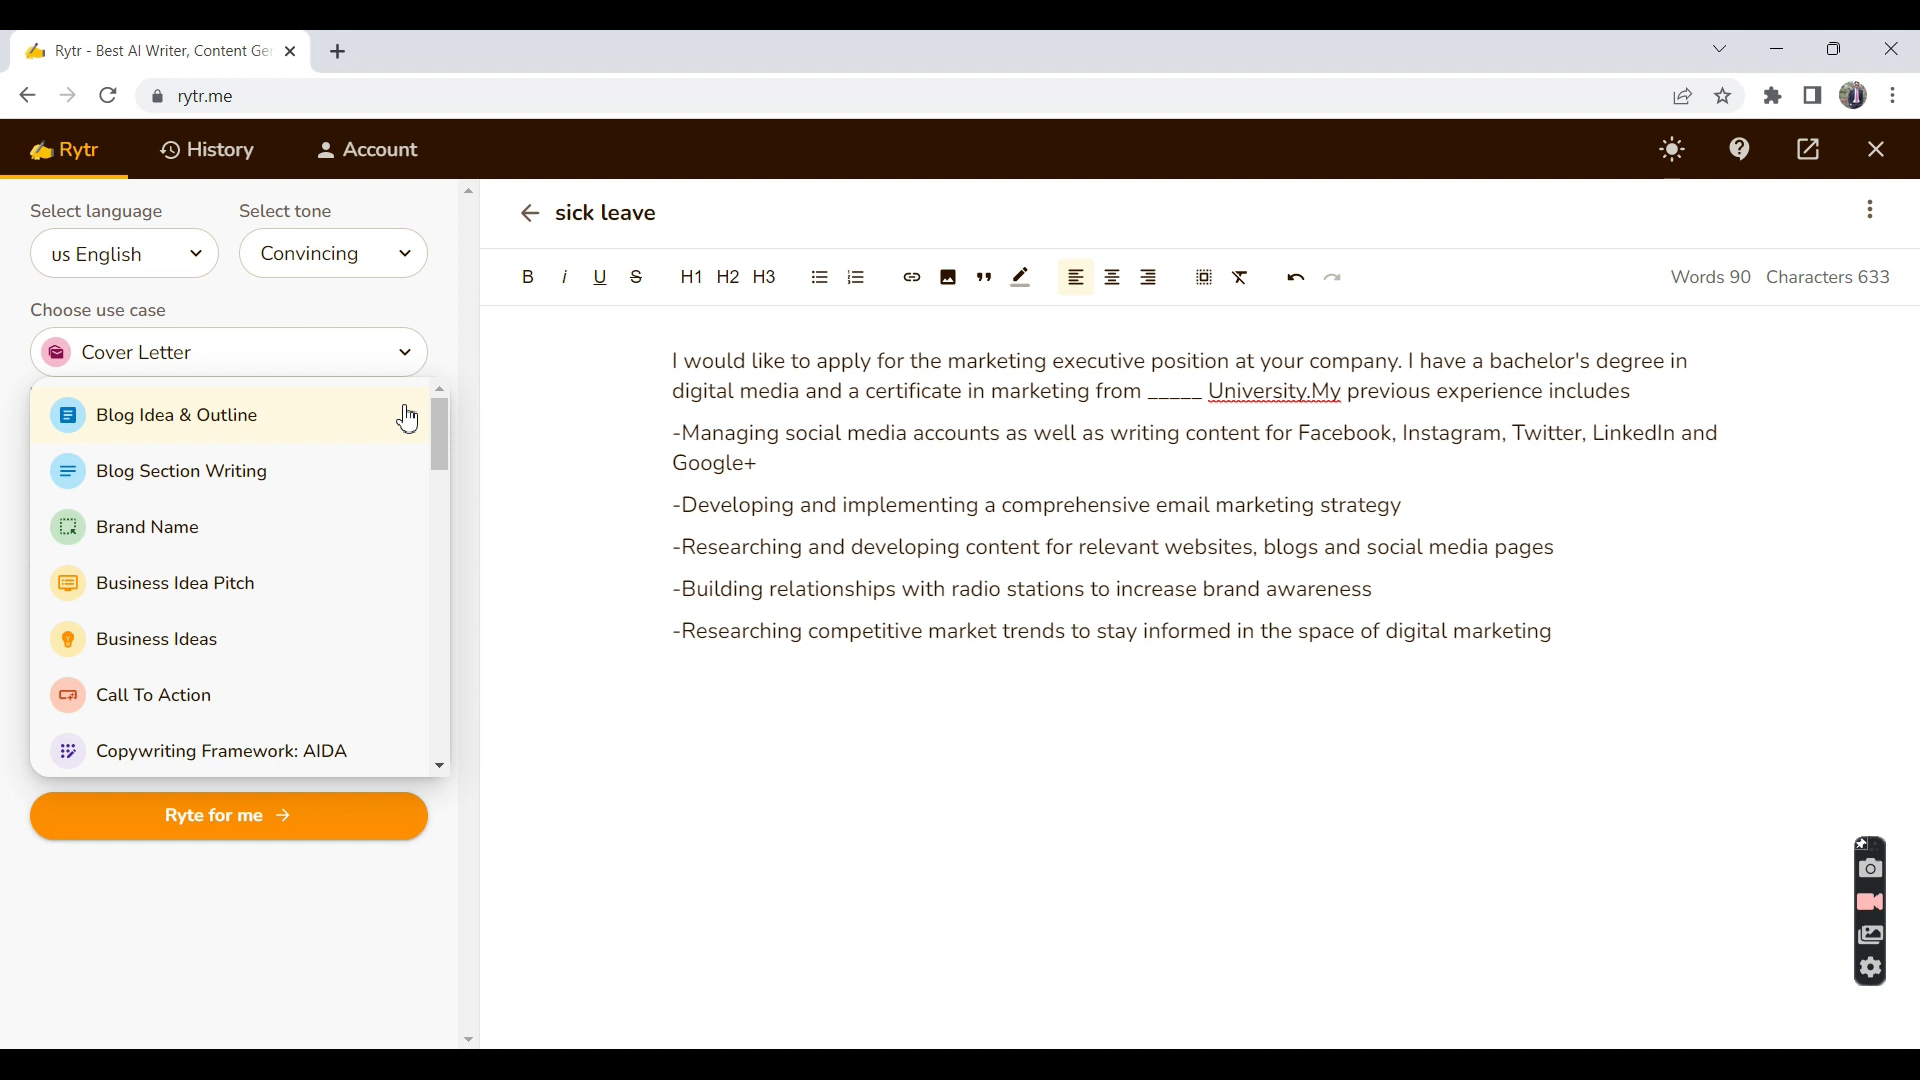 Rytr - Best AI Writer, Content Ger
rytr.me
Rytr
History
Account
Select language
Select tone
us English
Convincing
Choose use case
Cover Letter
Blog Idea & Outline
Blog Section Writing
Brand Name
Business Idea Pitch
Business Ideas
Call To Action
Copywriting Framework: AIDA
Ryte for me →
sick leave
B i U S H1 H2 H3
Words 90 Characters 633
I would like to apply for the marketing executive position at your company. I have a bachelor's degree in
digital media and a certificate in marketing from _____ University.My previous experience includes
-Managing social media accounts as well as writing content for Facebook, Instagram, Twitter, LinkedIn and
Google+
-Developing and implementing a comprehensive email marketing strategy
-Researching and developing content for relevant websites, blogs and social media pages
-Building relationships with radio stations to increase brand awareness
-Researching competitive market trends to stay informed in the space of digital marketing